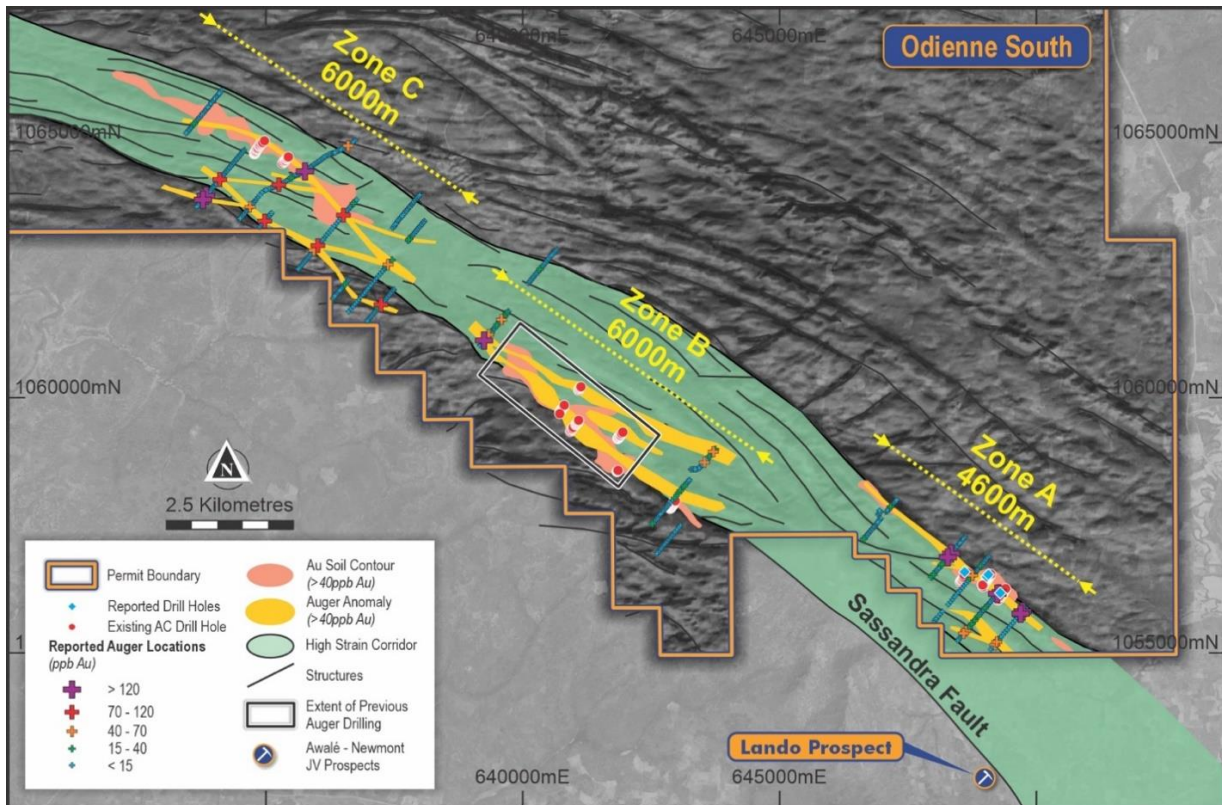 640000mE
645000mE
Odienne South
Zone C
6000m
1065000mN
1065000mN
Zone B
6000m
1060000mN
1060000mN
Zone A
4600m
N
2.5 Kilometres
Permit Boundary
Reported Drill Holes
Existing AC Drill Hole
Reported Auger Locations
(ppb Au)
> 120
70 - 120
40 - 70
15 - 40
< 15
Au Soil Contour
(>40ppb Au)
Auger Anomaly
(>40ppb Au)
High Strain Corridor
Structures
Extent of Previous
Auger Drilling
Awalé - Newmont
JV Prospects
1055000mN
Sassandra Fault
Lando Prospect
640000mE
645000mE